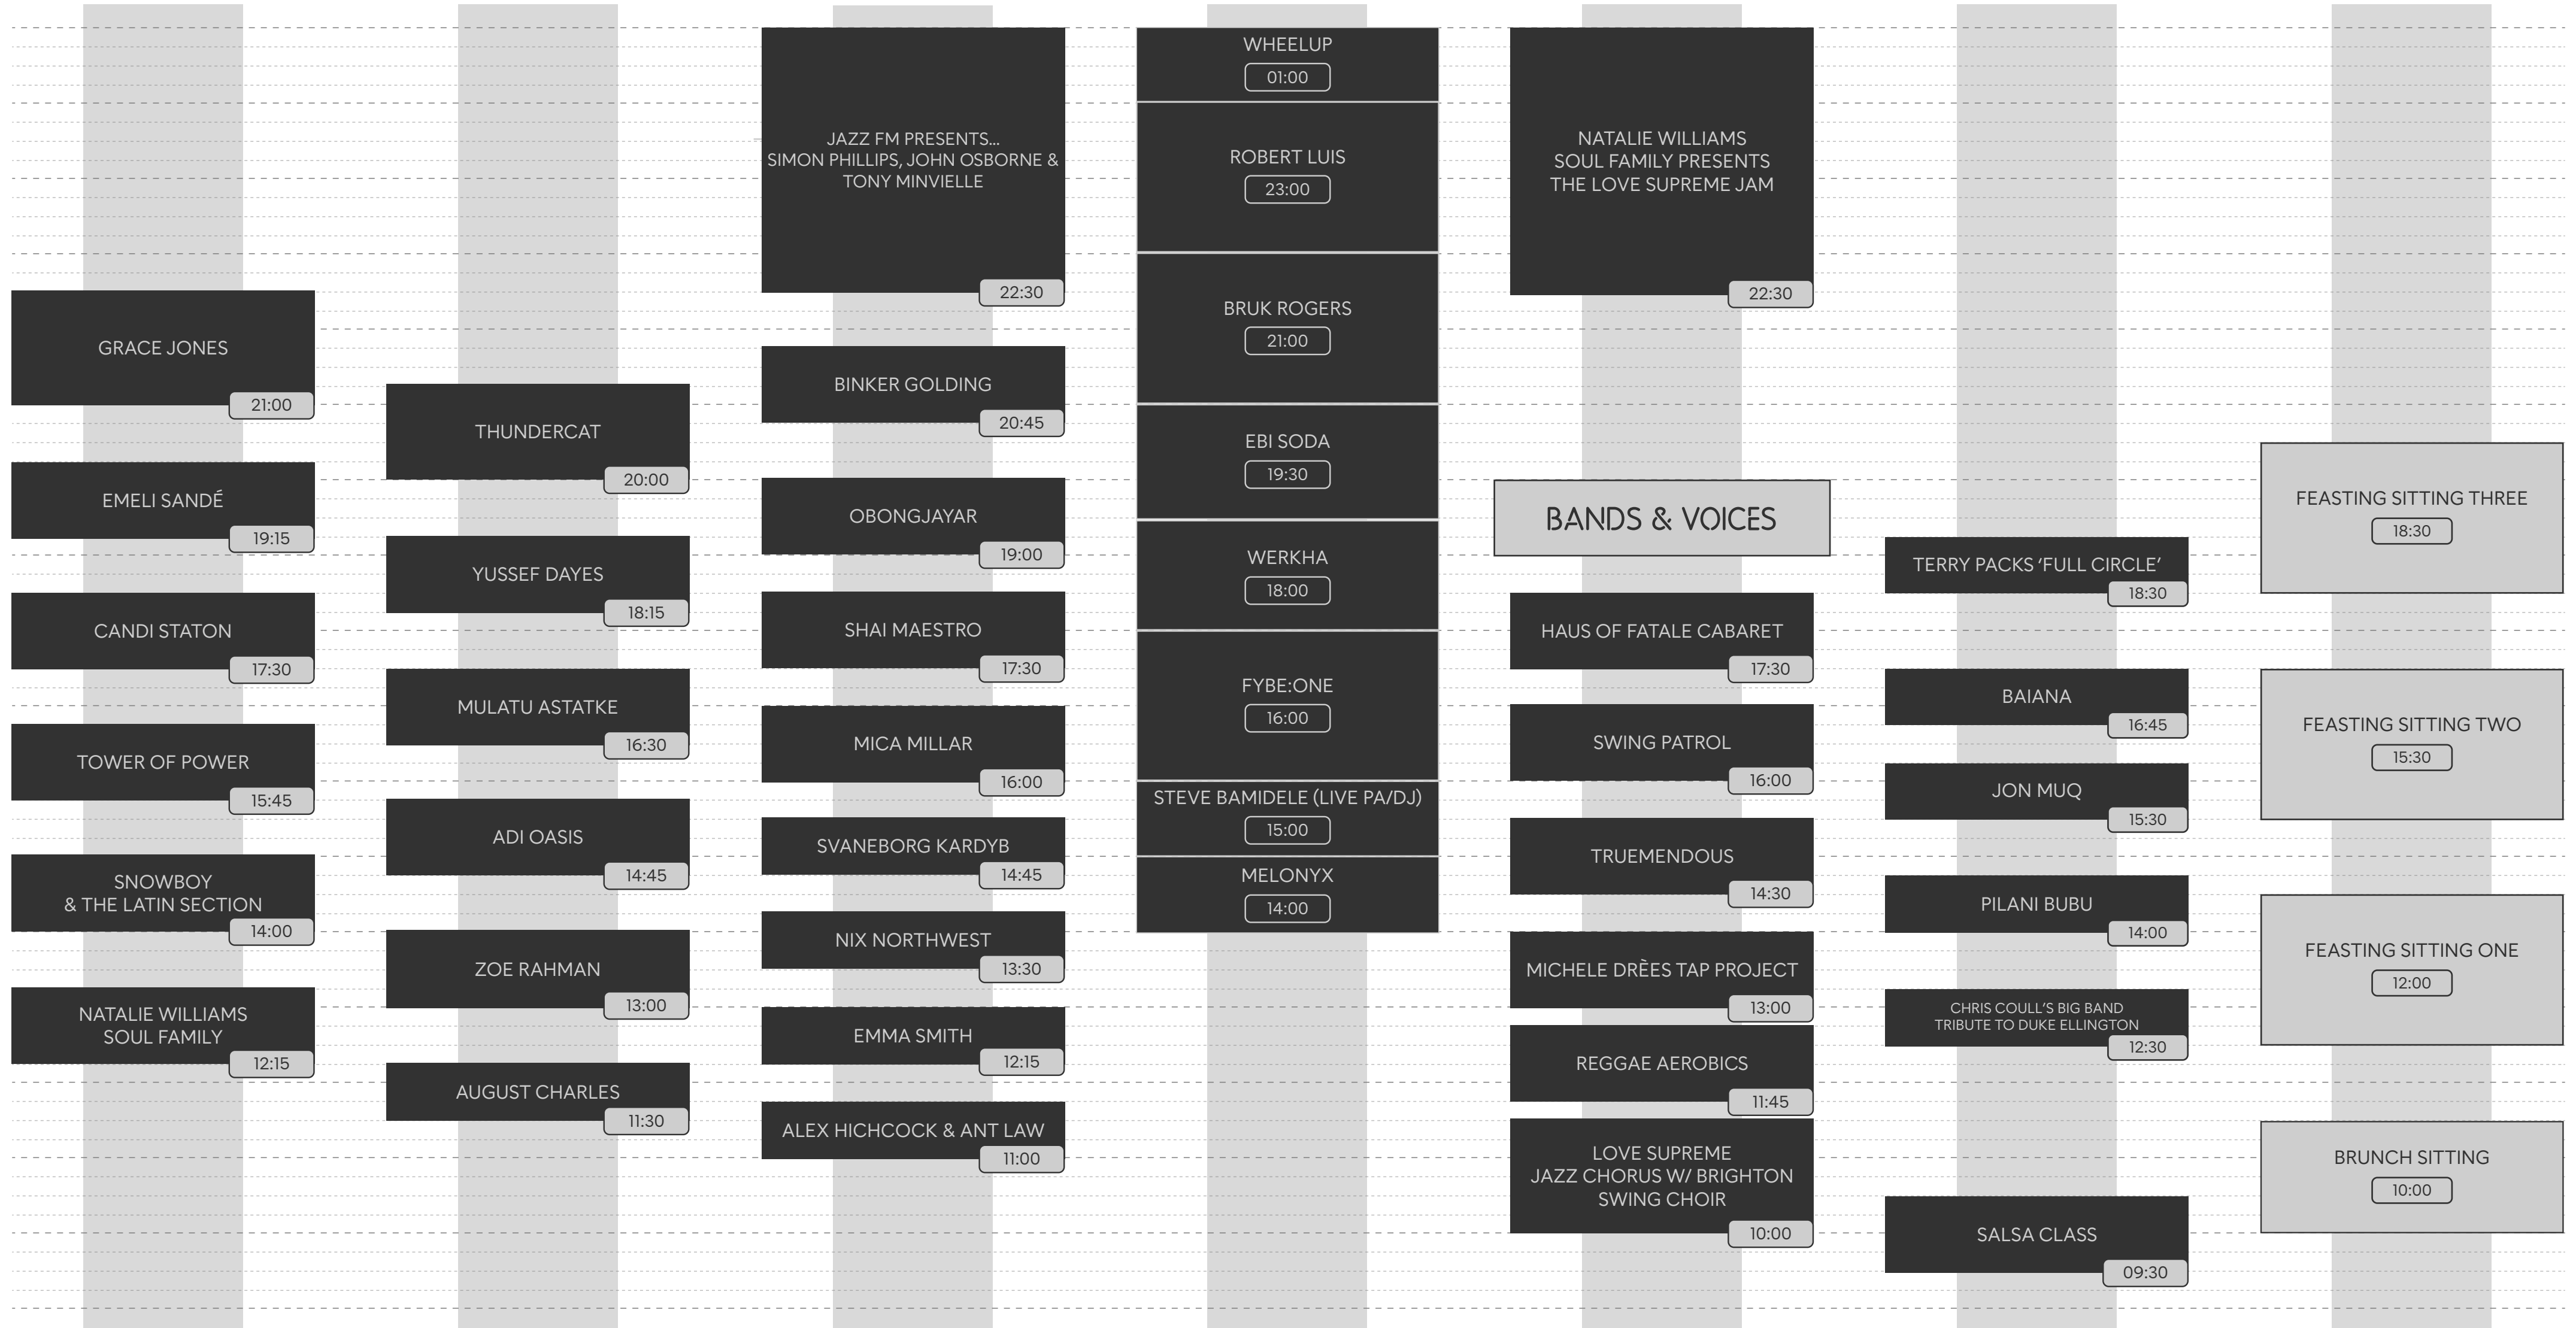 GRACE JONES
21:00
EMELI SANDÉ
19:15
CANDI STATON
17:30
TOWER OF POWER
15:45
SNOWBOY
& THE LATIN SECTION
14:00
NATALIE WILLIAMS
SOUL FAMILY
12:15
THUNDERCAT
20:00
YUSSEF DAYES
18:15
MULATU ASTATKE
16:30
ADI OASIS
14:45
ZOE RAHMAN
13:00
AUGUST CHARLES
11:30
JAZZ FM PRESENTS...
SIMON PHILLIPS, JOHN OSBORNE &
TONY MINVIELLE
22:30
BINKER GOLDING
20:45
OBONGJAYAR
19:00
SHAI MAESTRO
17:30
MICA MILLAR
16:00
SVANEBORG KARDYB
14:45
NIX NORTHWEST
13:30
EMMA SMITH
12:15
ALEX HICHCOCK & ANT LAW
11:00
WHEELUP
01:00
ROBERT LUIS
23:00
BRUK ROGERS
21:00
EBI SODA
19:30
WERKHA
18:00
FYBE:ONE
16:00
STEVE BAMIDELE (LIVE PA/DJ)
15:00
MELONYX
14:00
NATALIE WILLIAMS
SOUL FAMILY PRESENTS
THE LOVE SUPREME JAM
22:30
BANDS & VOICES
HAUS OF FATALE CABARET
17:30
SWING PATROL
16:00
TRUEMENDOUS
14:30
MICHELE DRÈES TAP PROJECT
13:00
REGGAE AEROBICS
11:45
LOVE SUPREME
JAZZ CHORUS W/ BRIGHTON
SWING CHOIR
10:00
TERRY PACKS ‘FULL CIRCLE’
18:30
BAIANA
16:45
JON MUQ
15:30
PILANI BUBU
14:00
CHRIS COULL’S BIG BAND
TRIBUTE TO DUKE ELLINGTON
12:30
SALSA CLASS
09:30
FEASTING SITTING THREE
18:30
FEASTING SITTING TWO
15:30
FEASTING SITTING ONE
12:00
BRUNCH SITTING
10:00